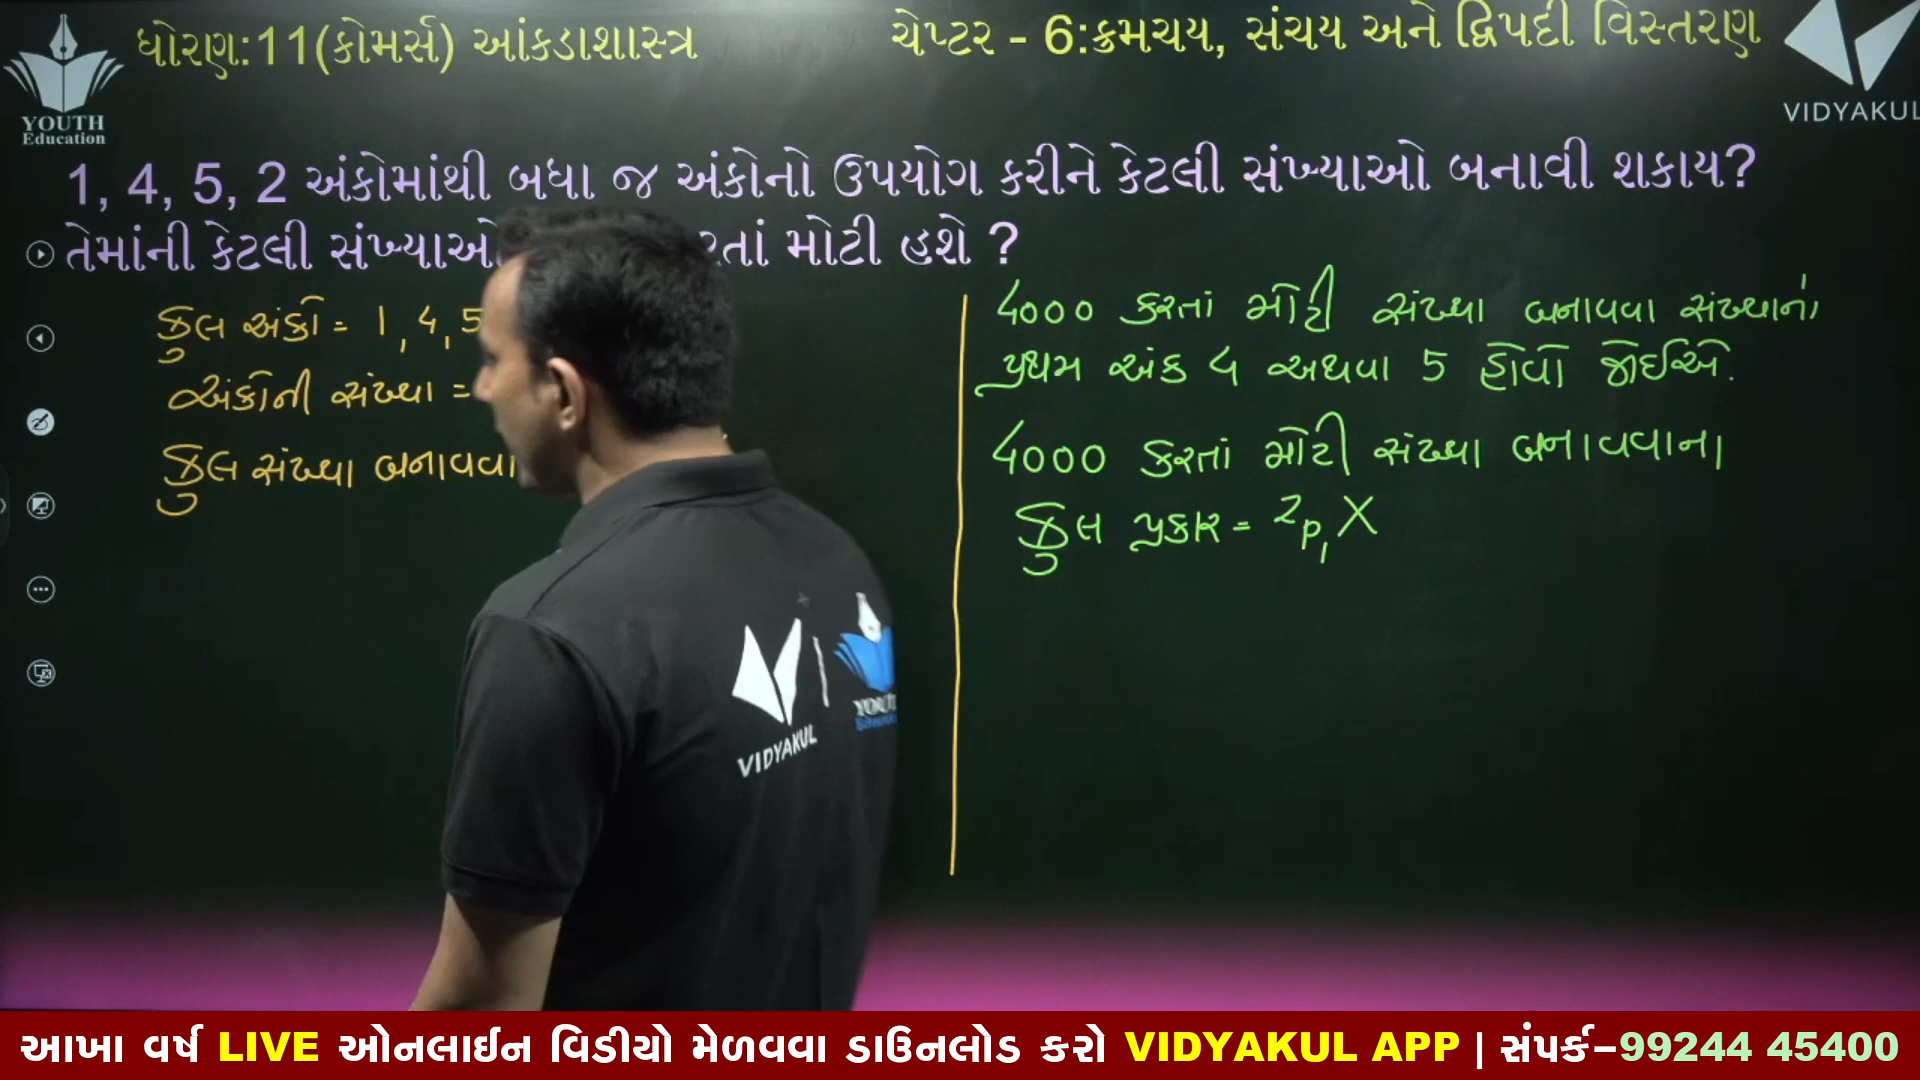 ધોરણ:11(કોમર્સ) આંકડાશાસ્ત્ર
ચેપ્ટર - 6:ક્રમચય, સંચય અને દ્વિપદી વિસ્તરણ
YOUTH
Education
VIDYAKUL
1, 4, 5, 2 અંકોમાંથી બધા જ અંકોનો ઉપયોગ કરીને કેટલી સંખ્યાઓ બનાવી શકાય?
તેમાંની કેટલી સંખ્યાઓ રતાં મોટી હશે ?
કુલ અંકો = 1, 4, 5
અંકોની સંખ્યા =
કુલ સંખ્યા બનાવવા
4000 કરતાં મોટી સંખ્યા બનાવવા સંખ્યાનો
પ્રથમ અંક 4 અથવા 5 હોવો જોઈએ.
4000 કરતાં મોટી સંખ્યા બનાવવાના
કુલ પ્રકાર = 2P1 X
VIDYAKUL
આખા વર્ષ LIVE ઓનલાઈન વિડીયો મેળવવા ડાઉનલોડ કરો VIDYAKUL APP | સંપર્ક–99244 45400